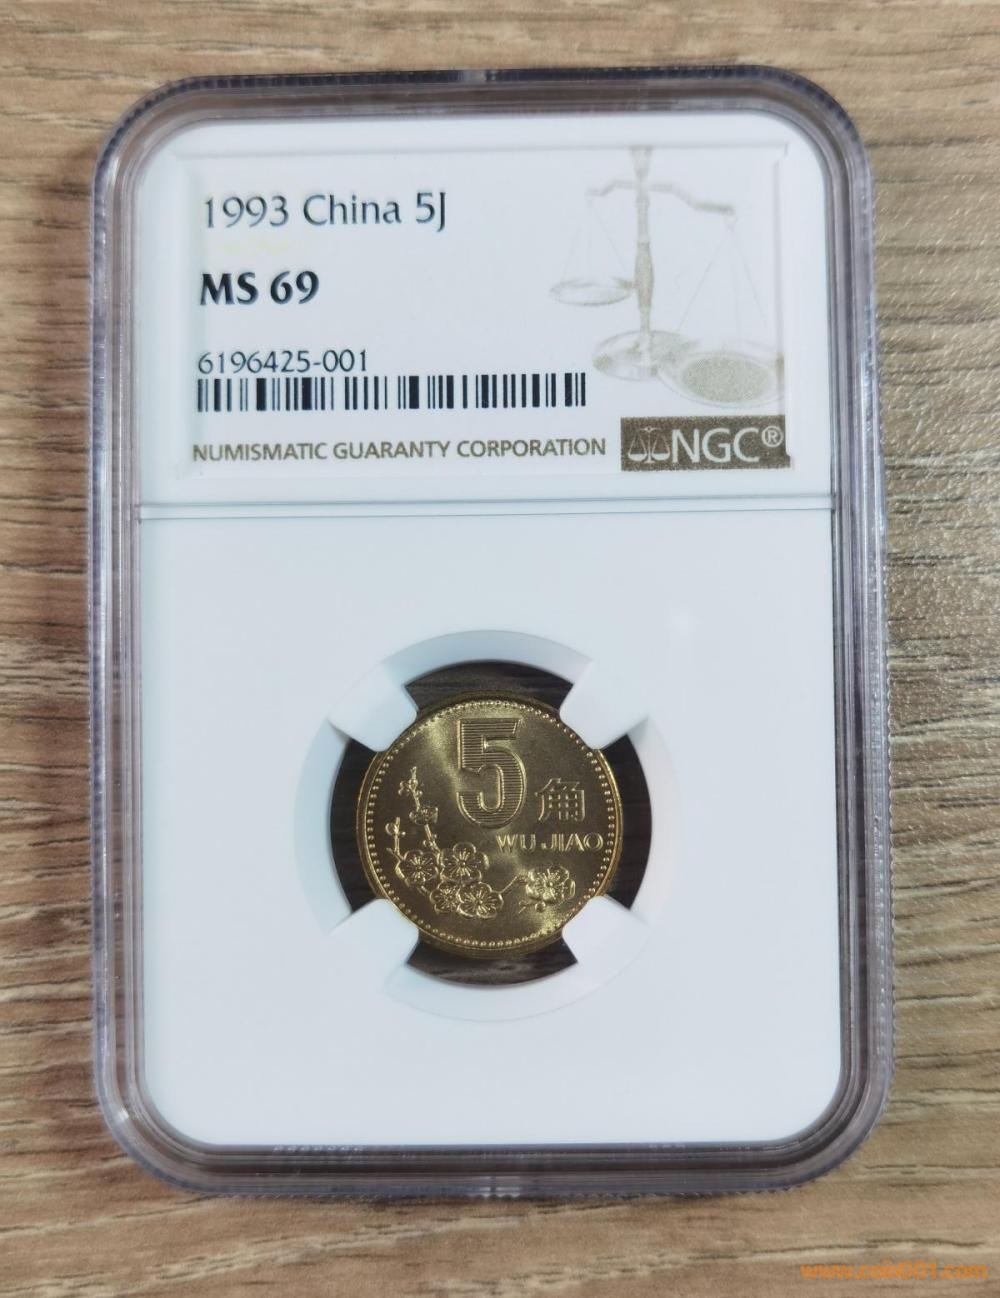 1993 China 5J
MS 69
6196425-001
NUMISMATIC GUARANTY CORPORATION
NGC®
5
角
WU JIAO
www.coin001.com